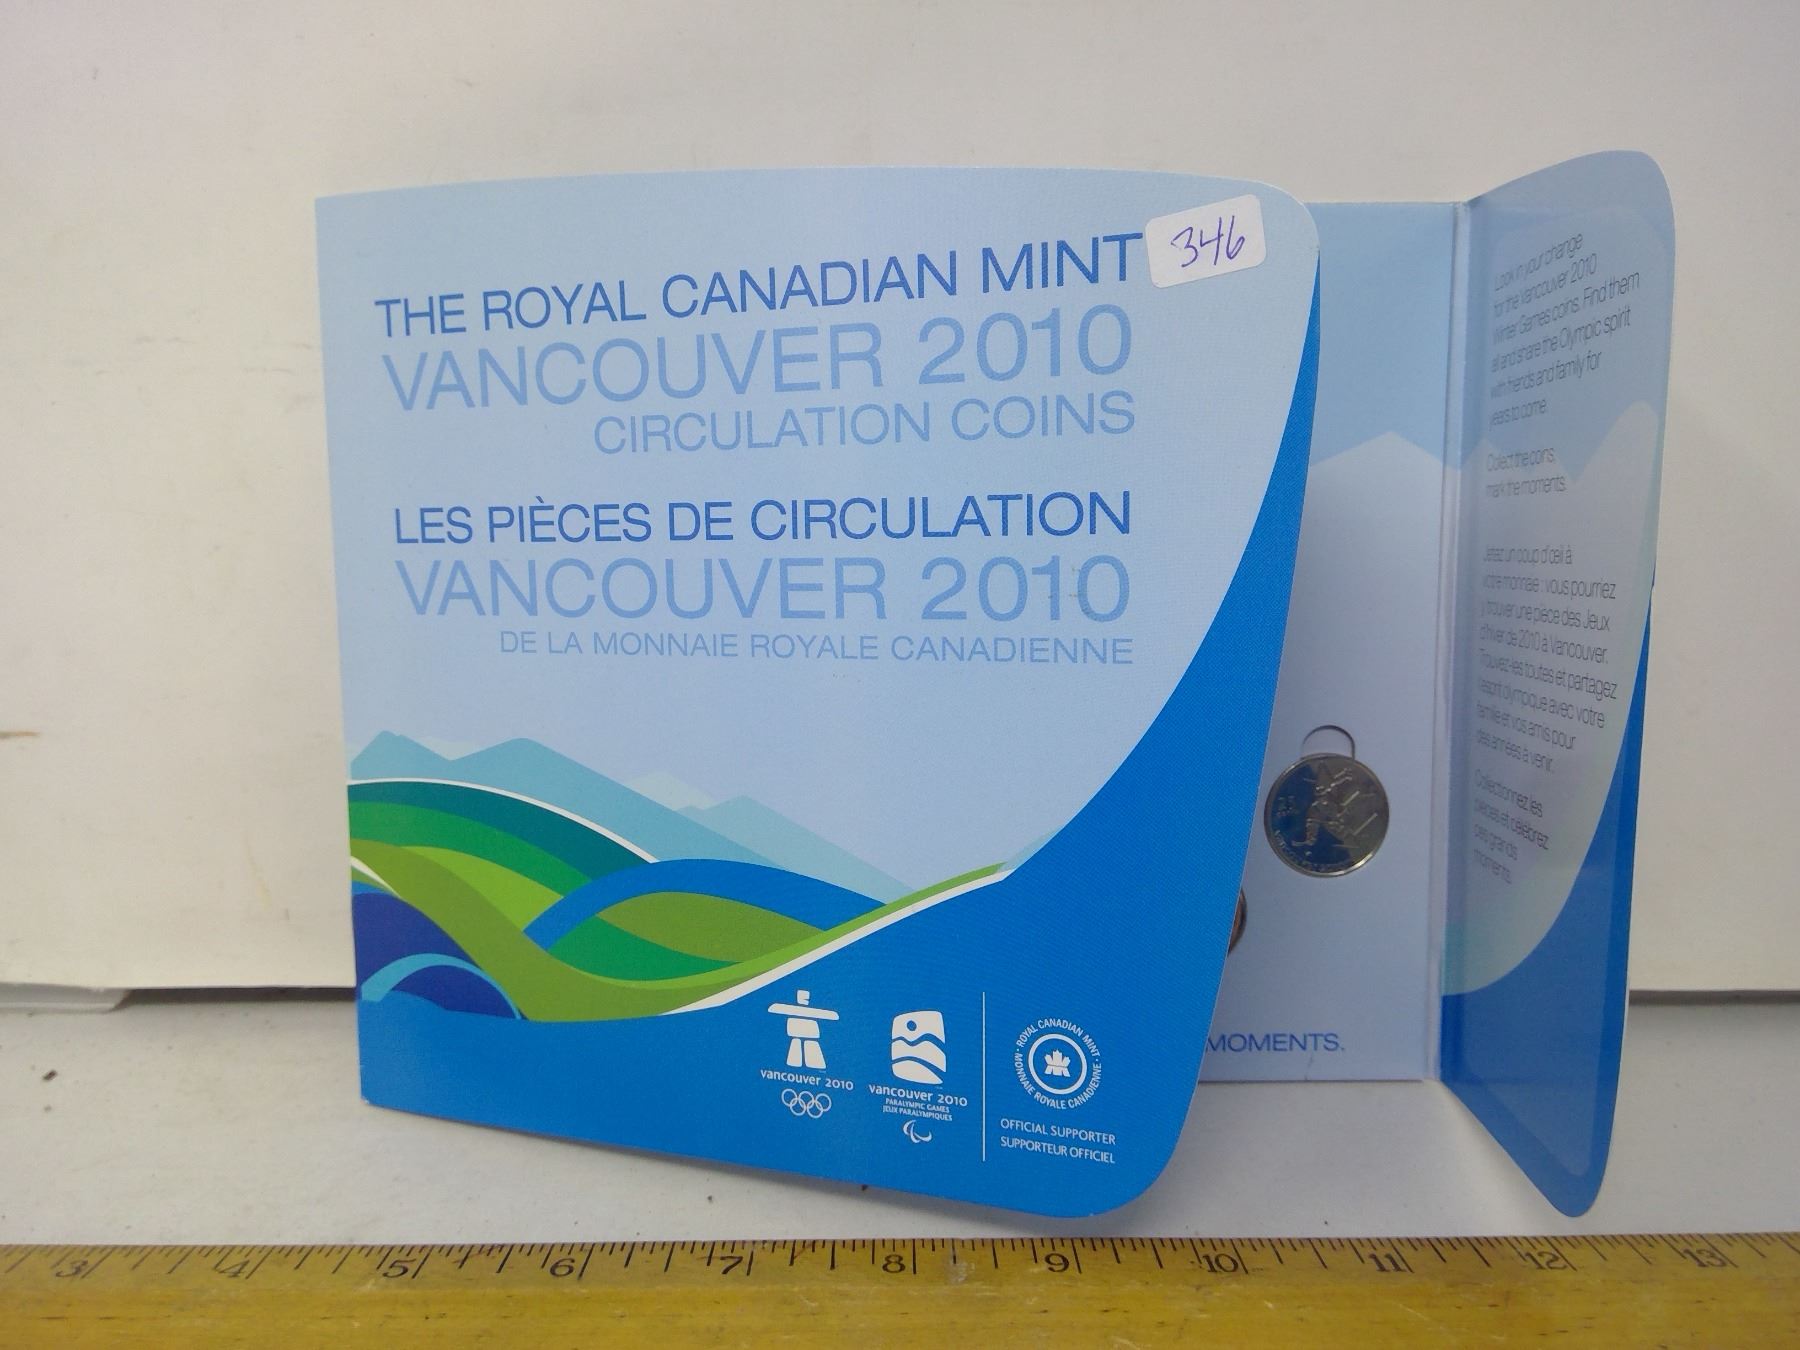 THE ROYAL CANADIAN MINT
VANCOUVER 2010
CIRCULATION COINS
LES PIÈCES DE CIRCULATION
VANCOUVER 2010
DE LA MONNAIE ROYALE CANADIENNE
346
vancouver 2010
vancouver 2010
PARALYMPIC GAMES
JEUX PARALYMPIQUES
ROYAL CANADIAN MINT · MONNAIE ROYALE CANADIENNE ·
OFFICIAL SUPPORTER
SUPPORTEUR OFFICIEL
MOMENTS.
Look in your change
for the Vancouver 2010
Winter Games coins. Find them
all and share the Olympic spirit
with friends and family for
years to come.
Collect the coins,
mark the moments.
Jetez un coup d'œil à
votre monnaie : vous pourriez
y trouver une pièce des Jeux
d'hiver de 2010 à Vancouver.
Trouvez-les toutes et partagez
l'esprit olympique avec votre
famille et vos amis pour
des années à venir.
Collectionnez les
pièces et célébrez
ces grands
moments.
3 4 5 6 7 8 9 10 11 12 13